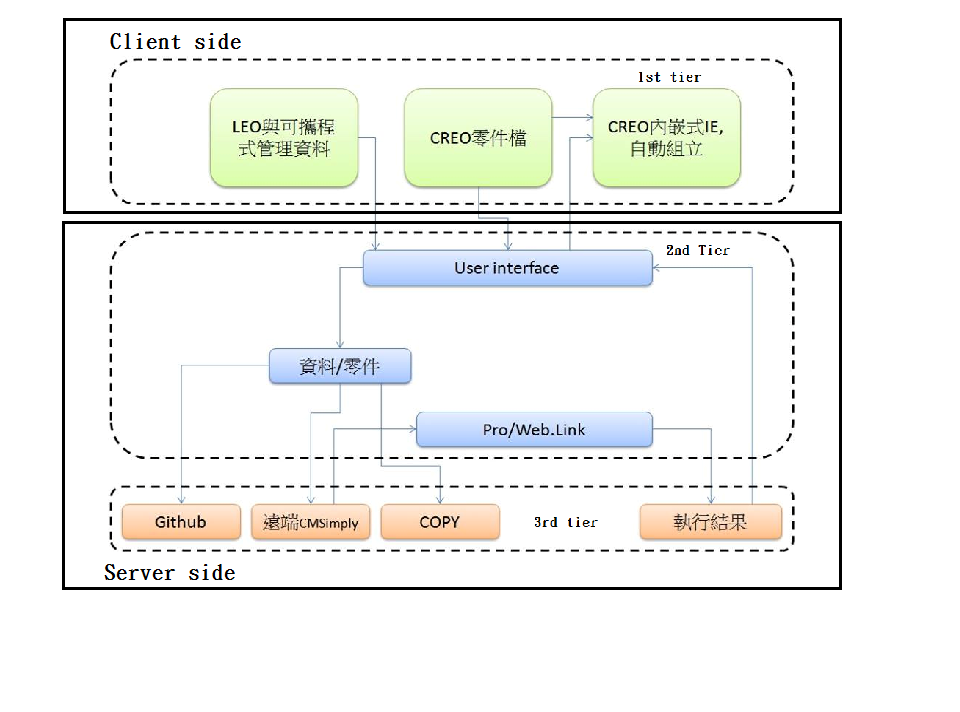 Client side
1st tier
LEO與可攜程
式管理資料
CREO零件檔
CREO內嵌式IE,
自動組立
2nd Tier
User interface
資料/零件
Pro/Web.Link
Github
遠端CMSimply
COPY
3rd tier
執行結果
Server side